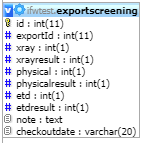 ifwtest.exportscreening
id : int(11)
exportId : int(11)
xray : int(1)
xrayresult : int(1)
physical : int(1)
physicalresult : int(1)
etd : int(1)
etdresult : int(1)
note : text
checkoutdate : varchar(20)